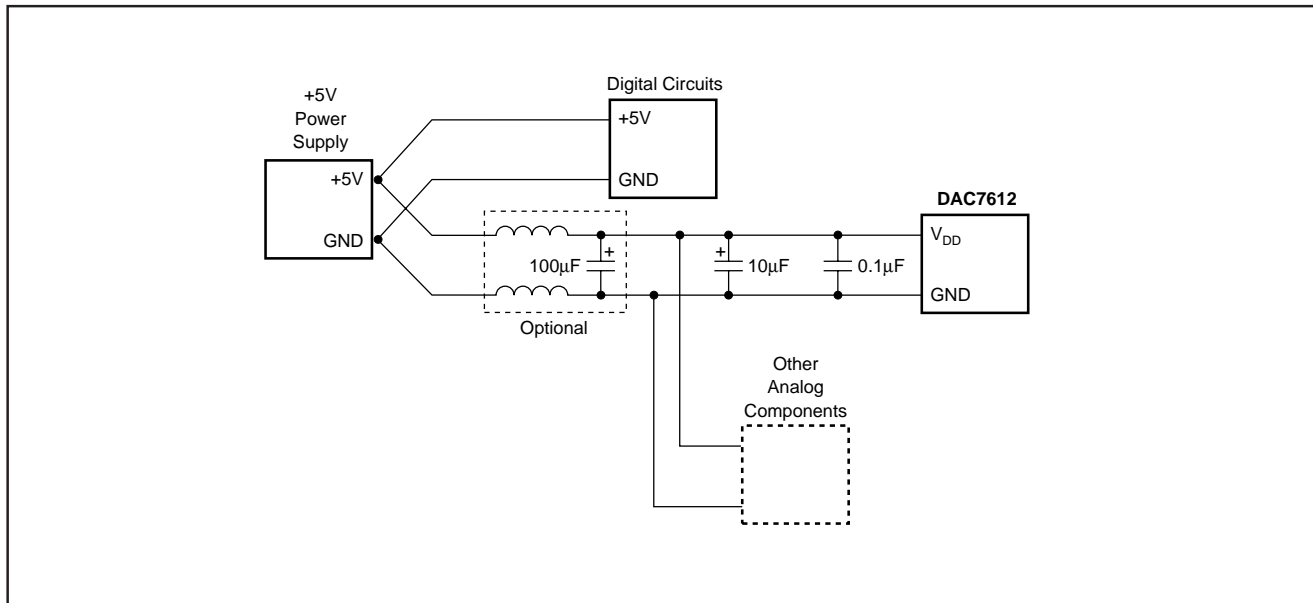 +5V
Power
Supply
+5V
GND
Digital Circuits
+5V
GND
100μF
+
Optional
+
10μF
0.1μF
DAC7612
VDD
GND
Other
Analog
Components